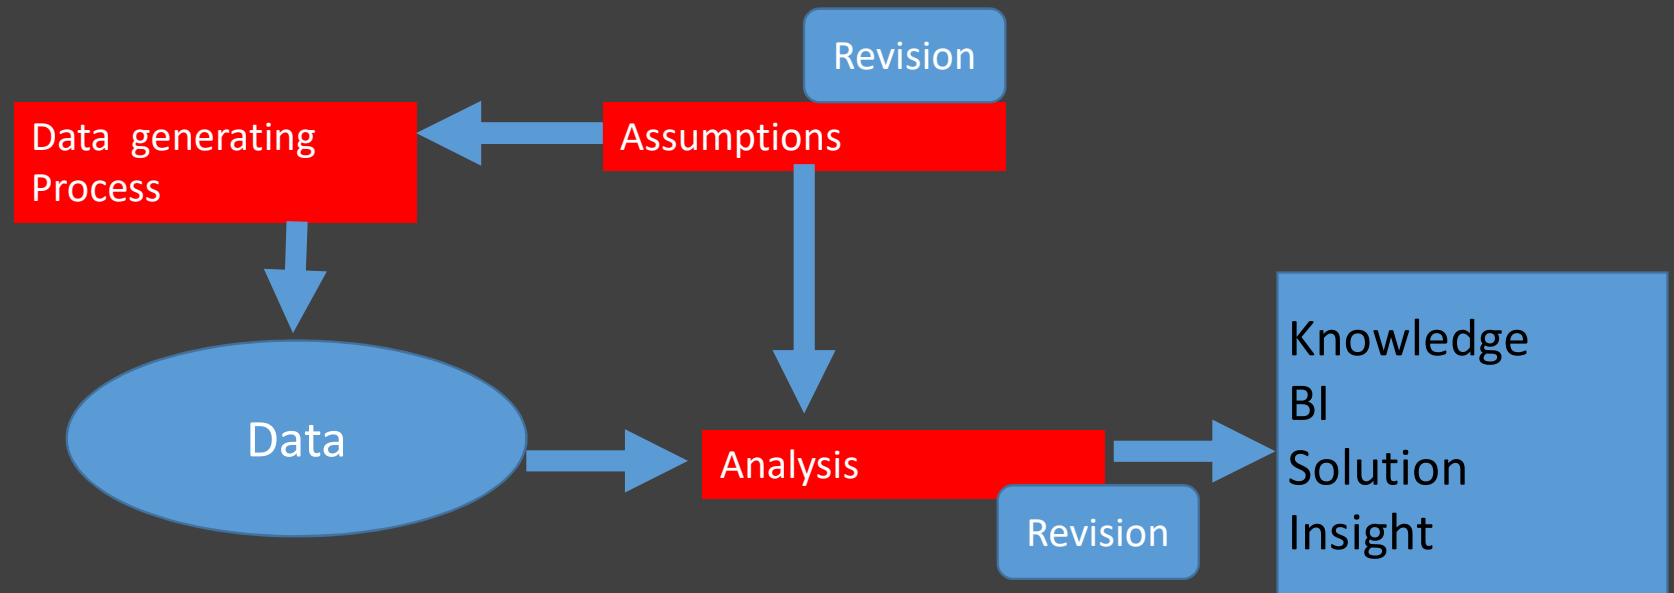 Revision
Data generating
Process
Assumptions
Data
Analysis
Revision
Knowledge
BI
Solution
Insight